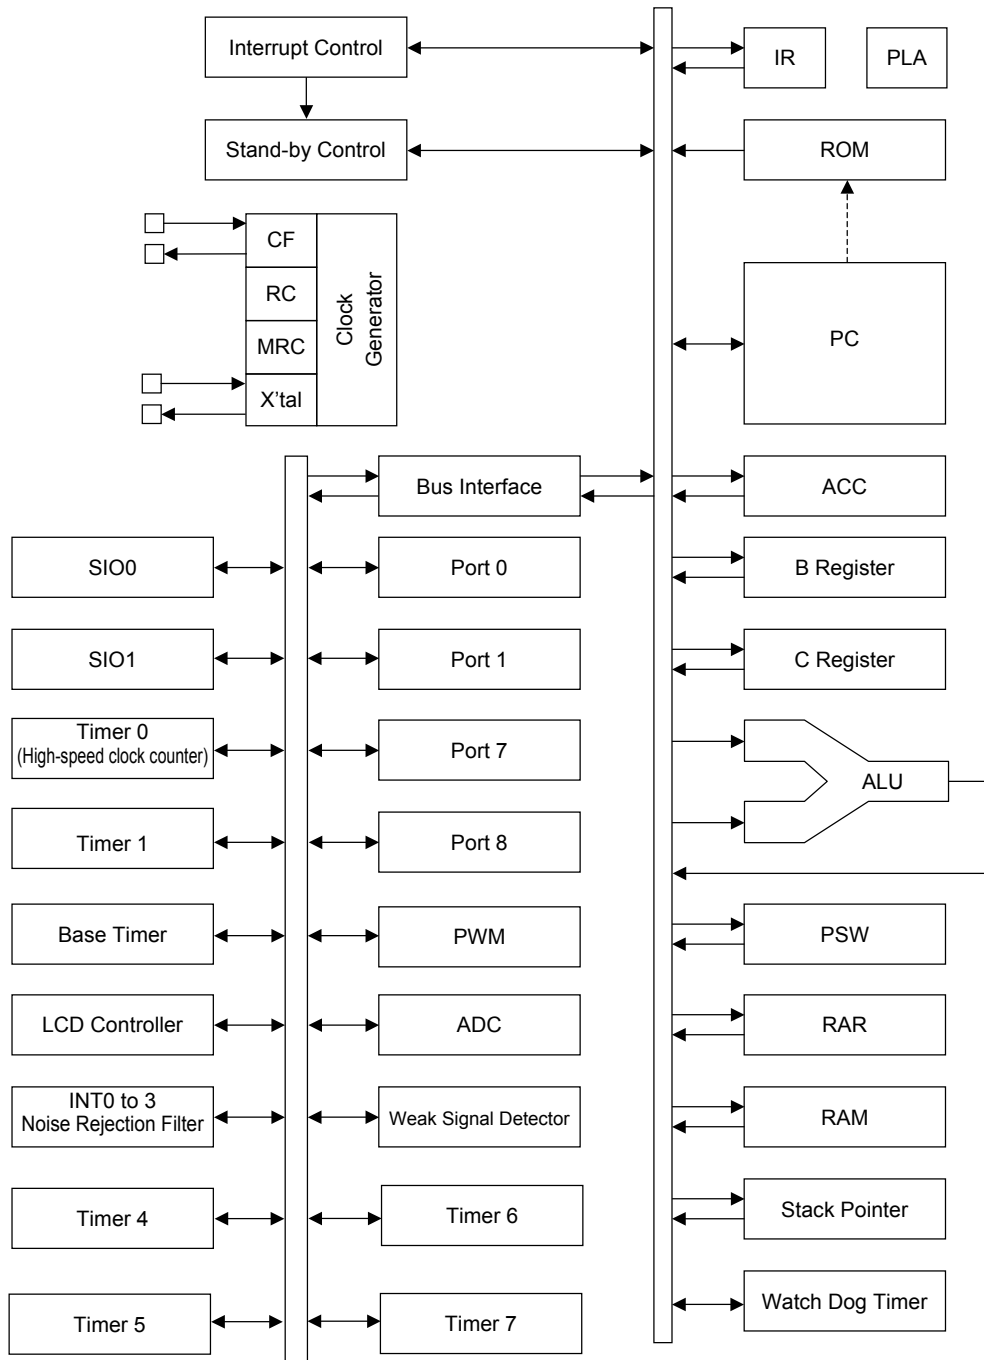 Interrupt Control
IR
PLA
Stand-by Control
ROM
CF
RC
MRC
X'tal
Clock
Generator
PC
Bus Interface
ACC
SIO0
Port 0
B Register
SIO1
Port 1
C Register
Timer 0
(High-speed clock counter)
Port 7
ALU
Timer 1
Port 8
Base Timer
PWM
PSW
LCD Controller
ADC
RAR
INT0 to 3
Noise Rejection Filter
Weak Signal Detector
RAM
Timer 4
Timer 6
Stack Pointer
Timer 5
Timer 7
Watch Dog Timer